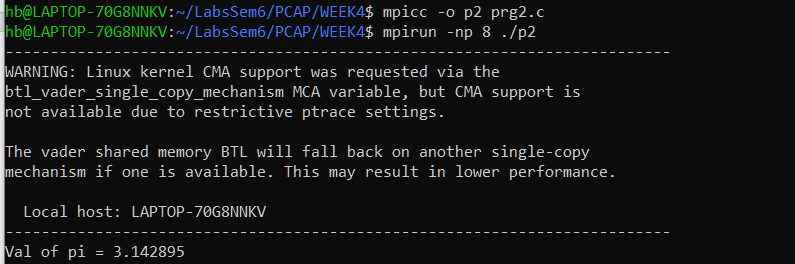 hb@LAPTOP-70G8NNKV:~/LabsSem6/PCAP/WEEK4$ mpicc -o p2 prg2.c
hb@LAPTOP-70G8NNKV:~/LabsSem6/PCAP/WEEK4$ mpirun -np 8 ./p2
--------------------------------------------------------------------------
WARNING: Linux kernel CMA support was requested via the
btl_vader_single_copy_mechanism MCA variable, but CMA support is
not available due to restrictive ptrace settings.

The vader shared memory BTL will fall back on another single-copy
mechanism if one is available. This may result in lower performance.

  Local host: LAPTOP-70G8NNKV
--------------------------------------------------------------------------
Val of pi = 3.142895